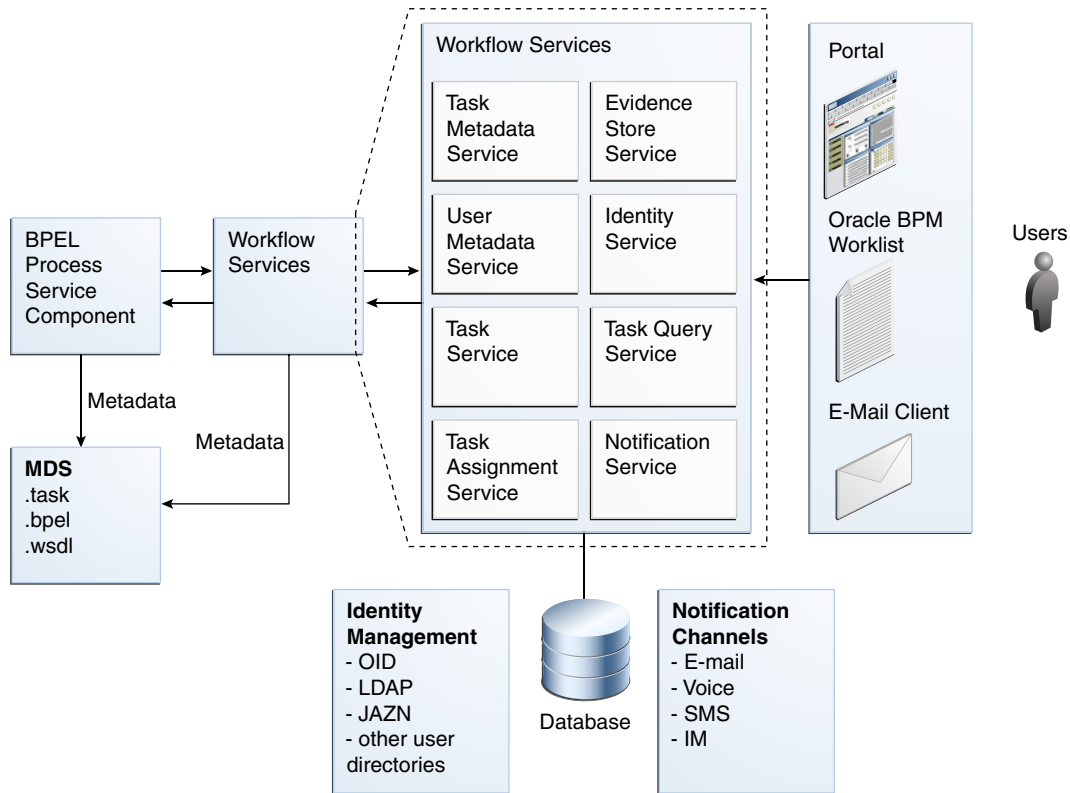 Workflow Services
Task
Metadata
Service
Evidence
Store
Service
User
Metadata
Service
Identity
Service
Task
Service
Task Query
Service
Task
Assignment
Service
Notification
Service
Portal
Oracle BPM
Worklist
E-Mail Client
Users
BPEL
Process
Service
Component
Workflow
Services
Metadata
Metadata
MDS
.task
.bpel
.wsdl
Identity
Management
- OID
- LDAP
- JAZN
- other user
directories
Database
Notification
Channels
- E-mail
- Voice
- SMS
- IM